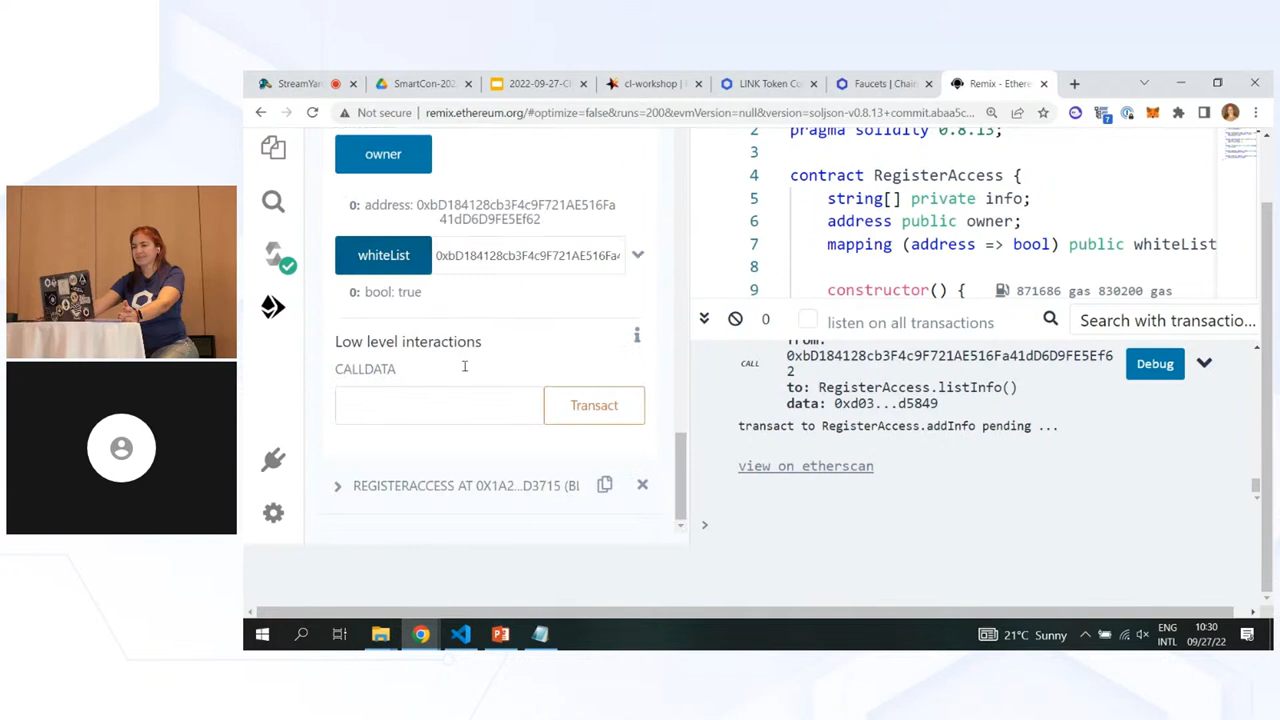 StreamYar
SmartCon-202
2022-09-27-C
cl-workshop |
LINK Token Co
Faucets | Chain
Remix - Ethere
Not secure
remix.ethereum.org/#optimize=false&runs=200&evmVersion=null&version=soljson-v0.8.13+commit.abaa5c...
7
owner
0: address: 0xbD184128cb3F4c9F721AE516Fa
41dD6D9FE5Ef62
whiteList
0xbD184128cb3F4c9F721AE516Fa
0: bool: true
Low level interactions
i
CALLDATA
Transact
REGISTERACCESS AT 0X1A2...D3715 (BL
2 pragma solidity 0.8.13;
3
4 contract RegisterAccess {
5 string[] private info;
6 address public owner;
7 mapping (address => bool) public whiteList
8
9 constructor() { 871686 gas 830200 gas
0
listen on all transactions
Search with transactio...
from:
CALL
0xbD184128cb3F4c9F721AE516Fa41dD6D9FE5Ef6
2
to: RegisterAccess.listInfo()
data: 0xd03...d5849
Debug
transact to RegisterAccess.addInfo pending ...
view on etherscan
>
21°C Sunny
ENG
INTL
10:30
09/27/22